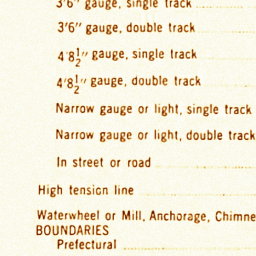 3'6" gauge, single track
3'6" gauge, double track
4'8½" gauge, single track
4'8½" gauge, double track
Narrow gauge or light, single track
Narrow gauge or light, double track
In street or road
High tension line
Waterwheel or Mill, Anchorage, Chimne
BOUNDARIES
Prefectural